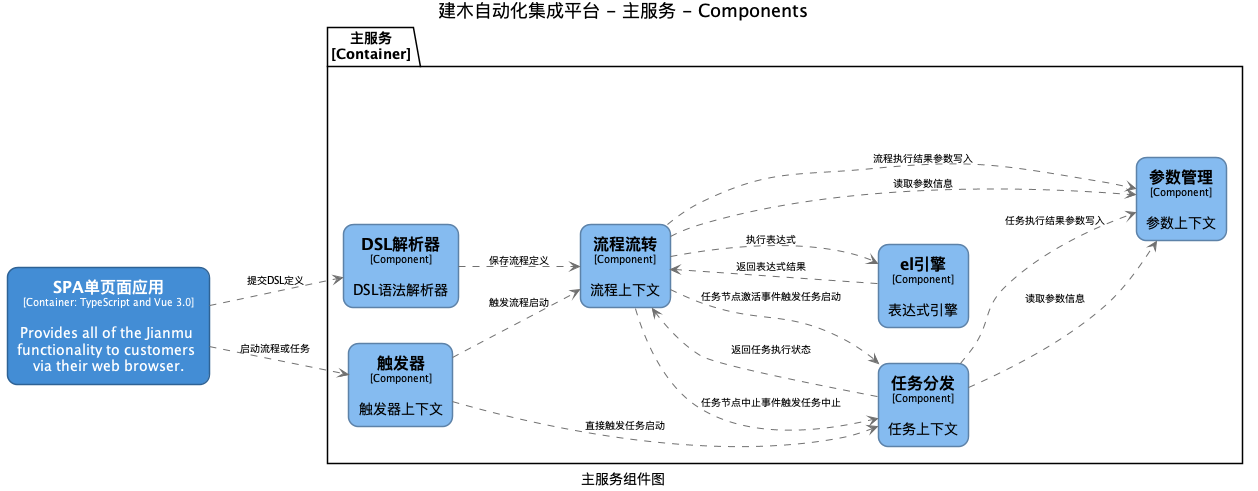 建木自动化集成平台 - 主服务 - Components
主服务
[Container]
SPA单页面应用
[Container: TypeScript and Vue 3.0]
Provides all of the Jianmu
functionality to customers
via their web browser.
提交DSL定义
启动流程或任务
DSL解析器
[Component]
DSL语法解析器
触发器
[Component]
触发器上下文
保存流程定义
触发流程启动
直接触发任务启动
流程流转
[Component]
流程上下文
流程执行结果参数写入
读取参数信息
执行表达式
返回表达式结果
任务节点激活事件触发任务启动
返回任务执行状态
任务节点中止事件触发任务中止
el引擎
[Component]
表达式引擎
任务分发
[Component]
任务上下文
任务执行结果参数写入
读取参数信息
参数管理
[Component]
参数上下文
主服务组件图